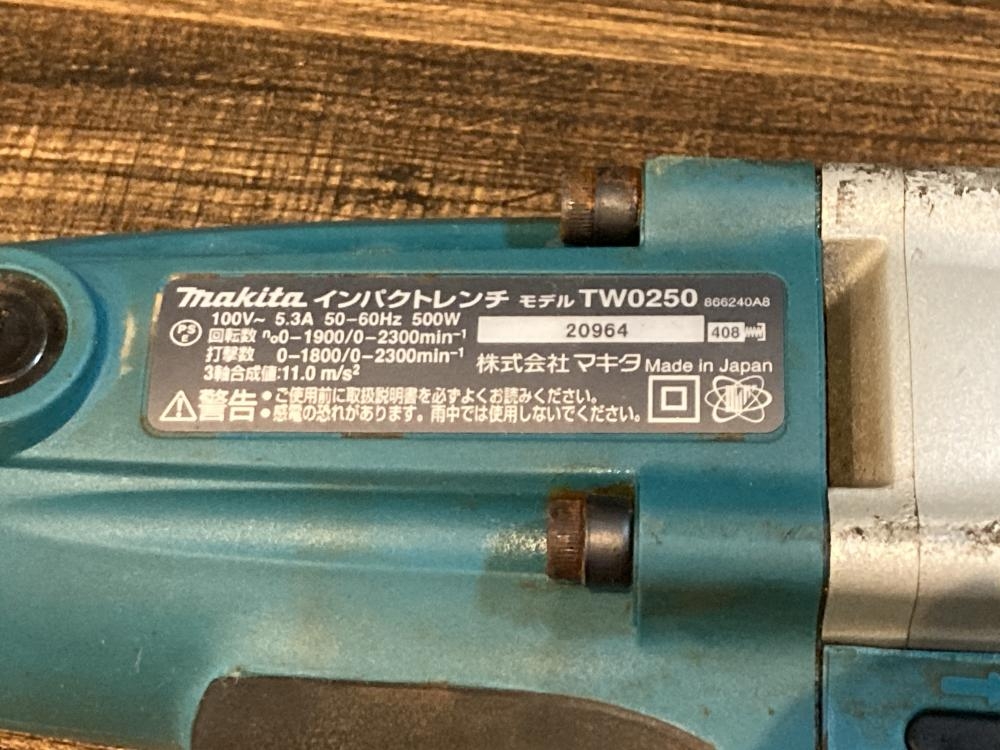 makita インパクトレンチ モデル TW0250 866240A8
100V~ 5.3A 50-60Hz 500W
PS E 回転数 n₀0-1900/0-2300min⁻¹
20964
408
打撃数 0-1800/0-2300min⁻¹
3軸合成値:11.0 m/s²
株式会社 マキタ Made in Japan
警告 ● ご使用前に取扱説明書を必ずよくお読みください。
● 感電の恐れがあります。雨中では使用しないでください。